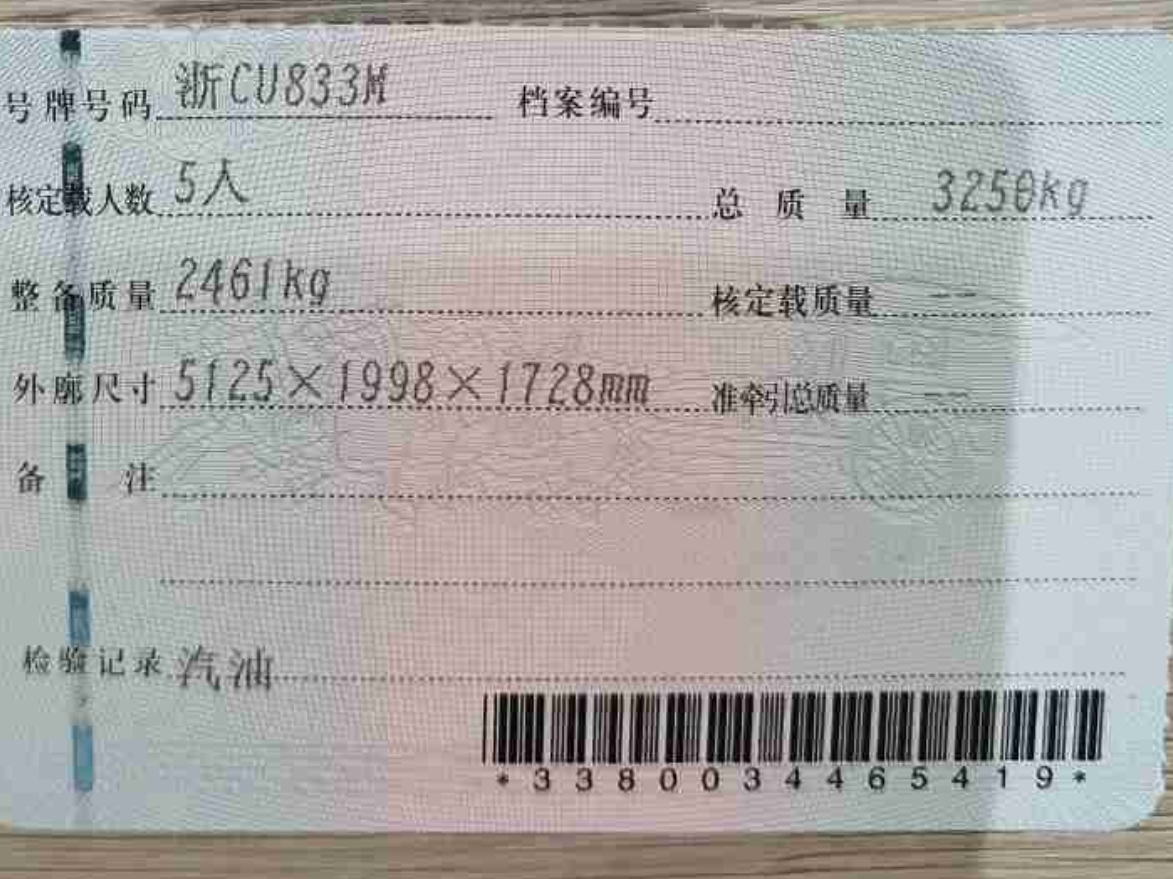 号牌号码 浙CU833M 档案编号
核定载人数 5人 总质量 3250kg
整备质量 2461kg 核定载质量 --
外廓尺寸 5125×1998×1728mm 准牵引总质量 --
备注
检验记录 汽油
*3380034465419*